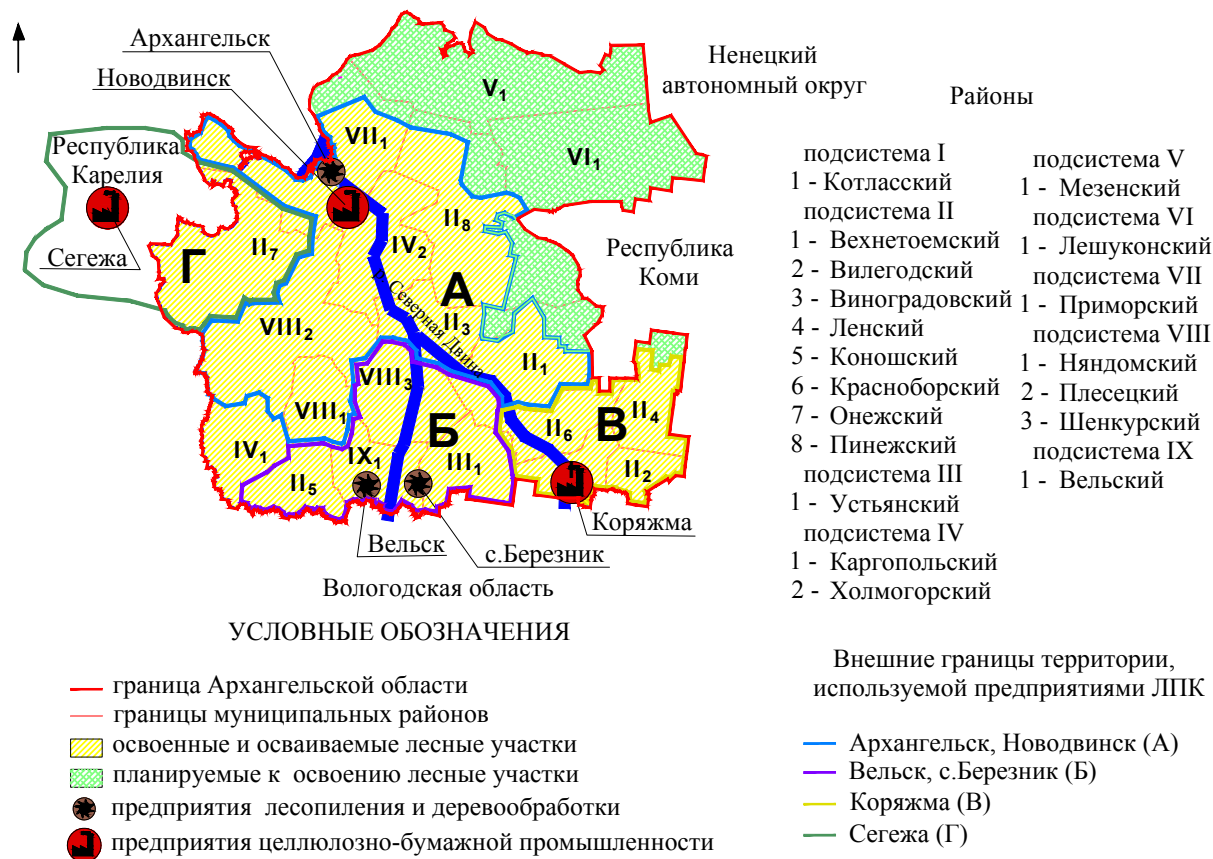 Архангельск
Новодвинск
Ненецкий
автономный округ
Республика
Карелия
Сегежа
Республика
Коми
V₁
VI₁
VII₁
II₈
IV₂
II₇
Г
А
р. Северная Двина
II₃
VIII₂
II₁
VIII₃
VIII₁
Б
В
II₄
II₆
IV₁
IX₁
III₁
II₂
II₅
Вельск
с.Березник
Коряжма
Вологодская область
Районы
подсистема I
1 - Котласский
подсистема II
1 - Вехнетоемский
2 - Вилегодский
3 - Виноградовский
4 - Ленский
5 - Коношский
6 - Красноборский
7 - Онежский
8 - Пинежский
подсистема III
1 - Устьянский
подсистема IV
1 - Каргопольский
2 - Холмогорский
подсистема V
1 - Мезенский
подсистема VI
1 - Лешуконский
подсистема VII
1 - Приморский
подсистема VIII
1 - Няндомский
2 - Плесецкий
3 - Шенкурский
подсистема IX
1 - Вельский
УСЛОВНЫЕ ОБОЗНАЧЕНИЯ
граница Архангельской области
границы муниципальных районов
освоенные и осваиваемые лесные участки
планируемые к освоению лесные участки
предприятия лесопиления и деревообработки
предприятия целлюлозно-бумажной промышленности
Внешние границы территории,
используемой предприятиями ЛПК
Архангельск, Новодвинск (А)
Вельск, с.Березник (Б)
Коряжма (В)
Сегежа (Г)